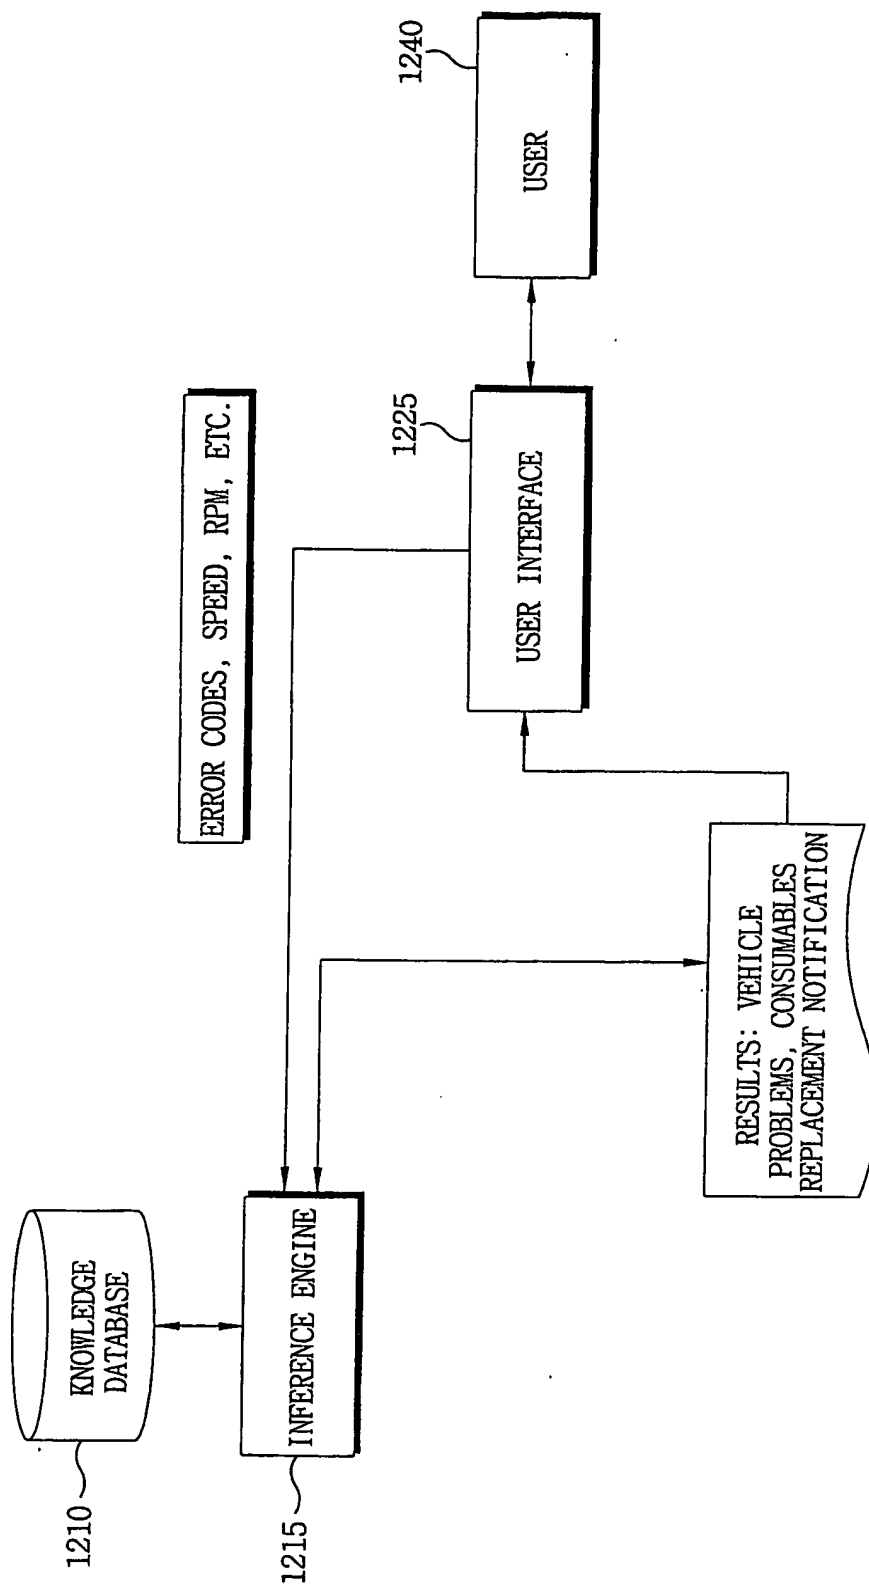 1210
KNOWLEDGE
DATABASE
1215
INFERENCE ENGINE
ERROR CODES, SPEED, RPM, ETC.
RESULTS: VEHICLE
PROBLEMS, CONSUMABLES
REPLACEMENT NOTIFICATION
1225
USER INTERFACE
1240
USER